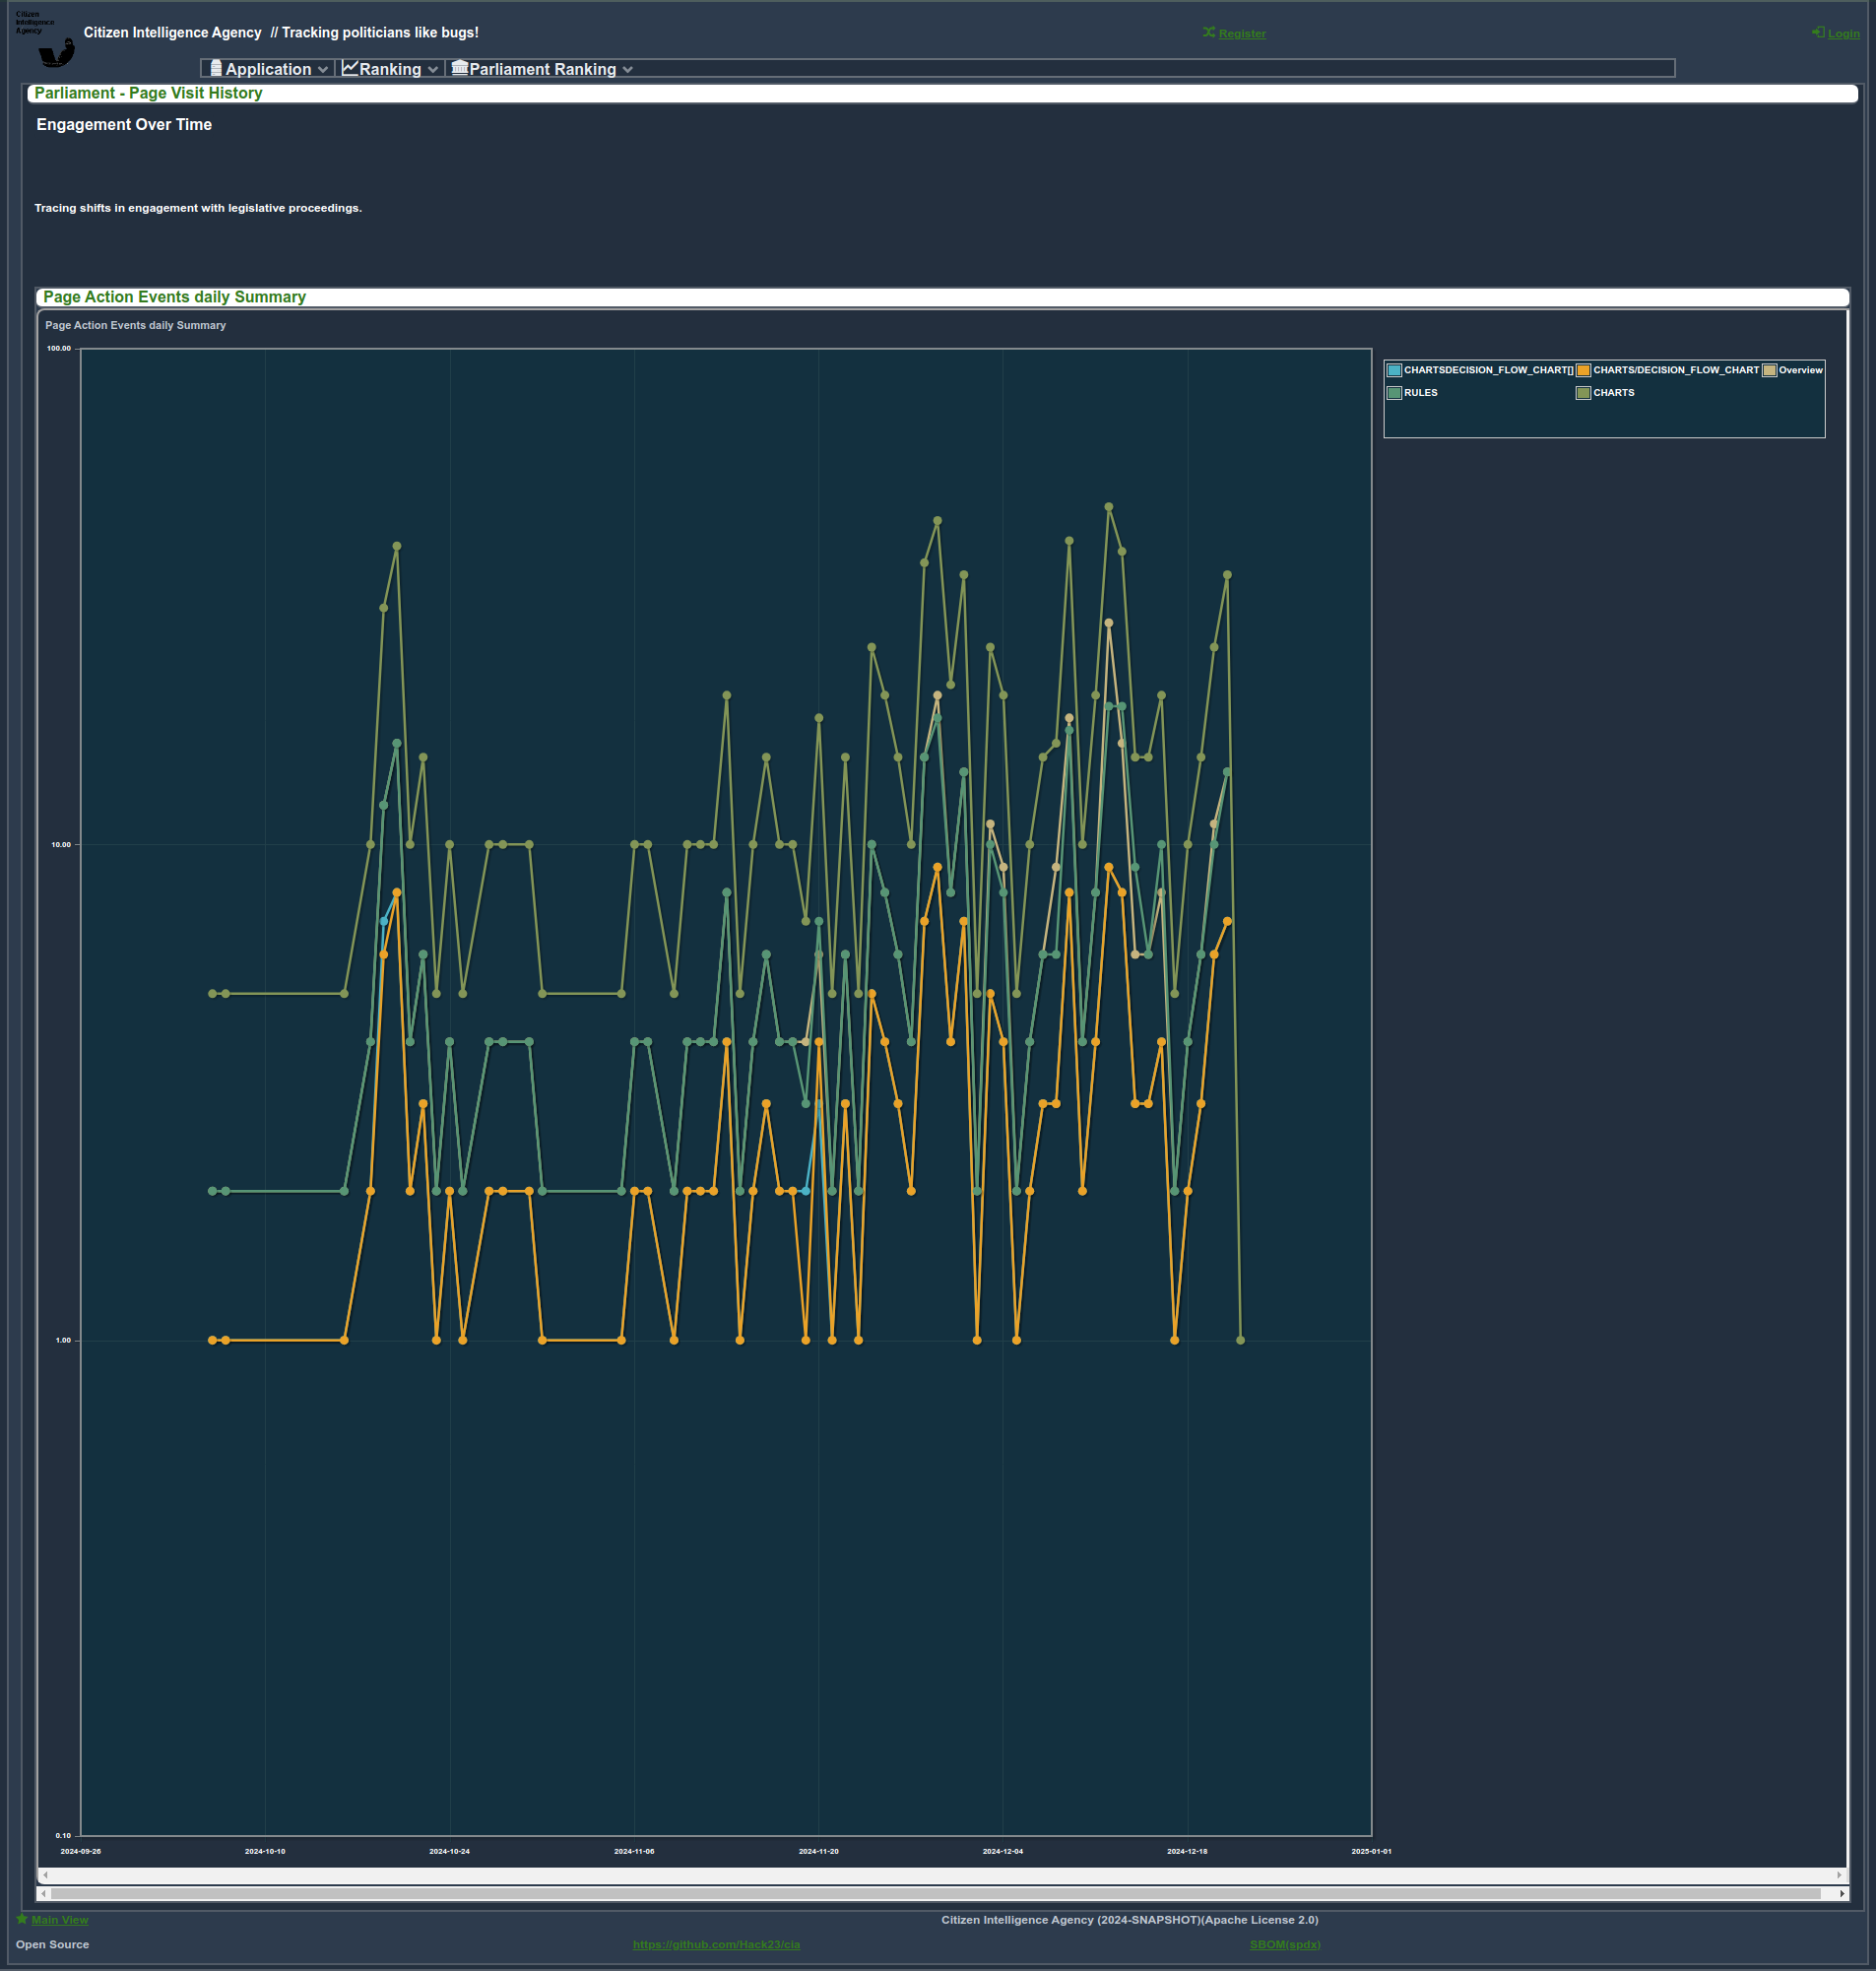 Citizen
Intelligence
Agency
Citizen Intelligence Agency // Tracking politicians like bugs!
Register
Login
Application
Ranking
Parliament Ranking
Parliament - Page Visit History
Engagement Over Time
Tracing shifts in engagement with legislative proceedings.
Page Action Events daily Summary
Page Action Events daily Summary
100.00
10.00
1.00
0.10
CHARTSDECISION_FLOW_CHART[]
CHARTS/DECISION_FLOW_CHART
Overview
RULES
CHARTS
2024-09-26
2024-10-10
2024-10-24
2024-11-06
2024-11-20
2024-12-04
2024-12-18
2025-01-01
Main View
Citizen Intelligence Agency (2024-SNAPSHOT)(Apache License 2.0)
Open Source
https://github.com/Hack23/cia
SBOM(spdx)